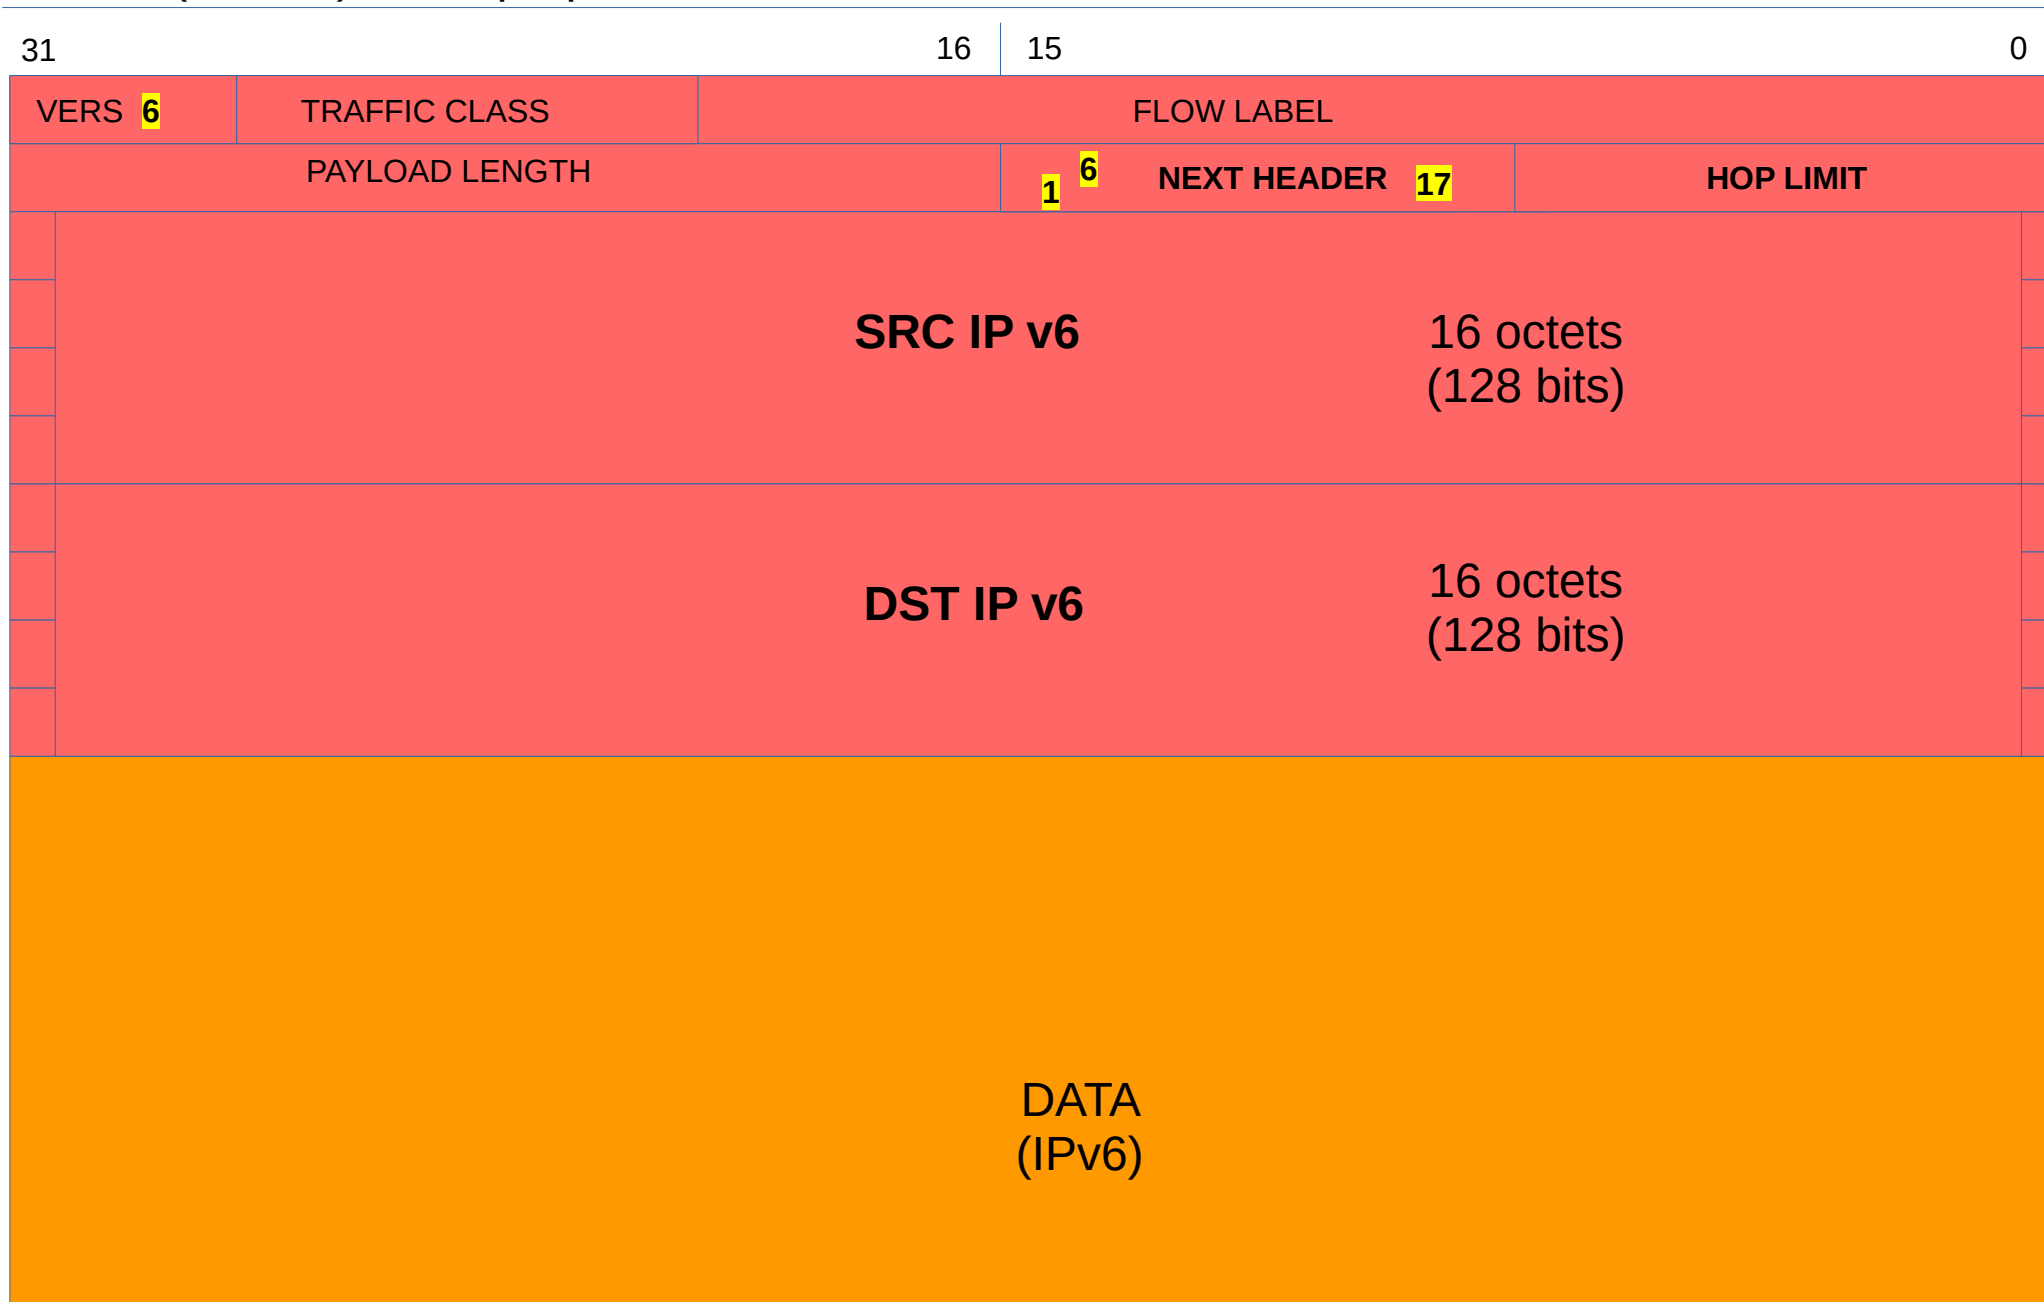 31 16 15 0
VERS 6 TRAFFIC CLASS FLOW LABEL
PAYLOAD LENGTH 1 6 NEXT HEADER 17 HOP LIMIT
SRC IP v6 16 octets
(128 bits)
DST IP v6 16 octets
(128 bits)
DATA
(IPv6)